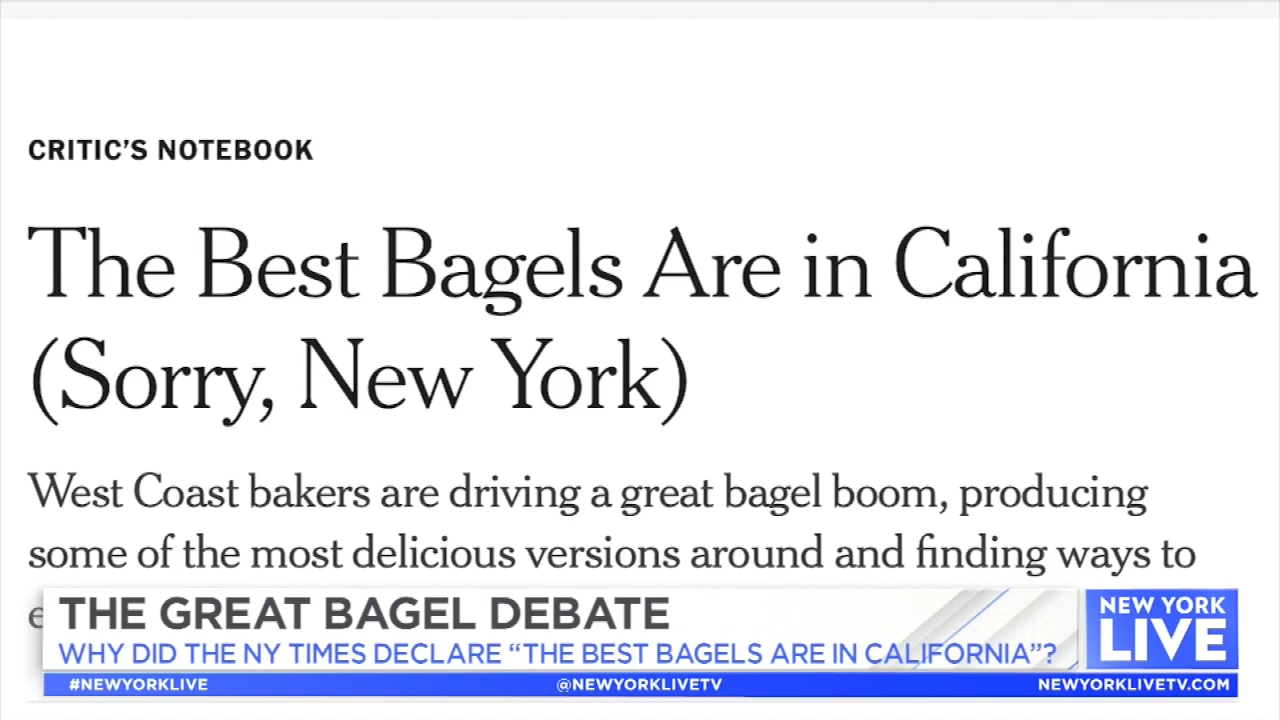 CRITIC'S NOTEBOOK
The Best Bagels Are in California
(Sorry, New York)
West Coast bakers are driving a great bagel boom, producing
some of the most delicious versions around and finding ways to
THE GREAT BAGEL DEBATE
WHY DID THE NY TIMES DECLARE “THE BEST BAGELS ARE IN CALIFORNIA”?
NEW YORK
LIVE
#NEWYORKLIVE
@NEWYORKLIVETV
NEWYORKLIVETV.COM